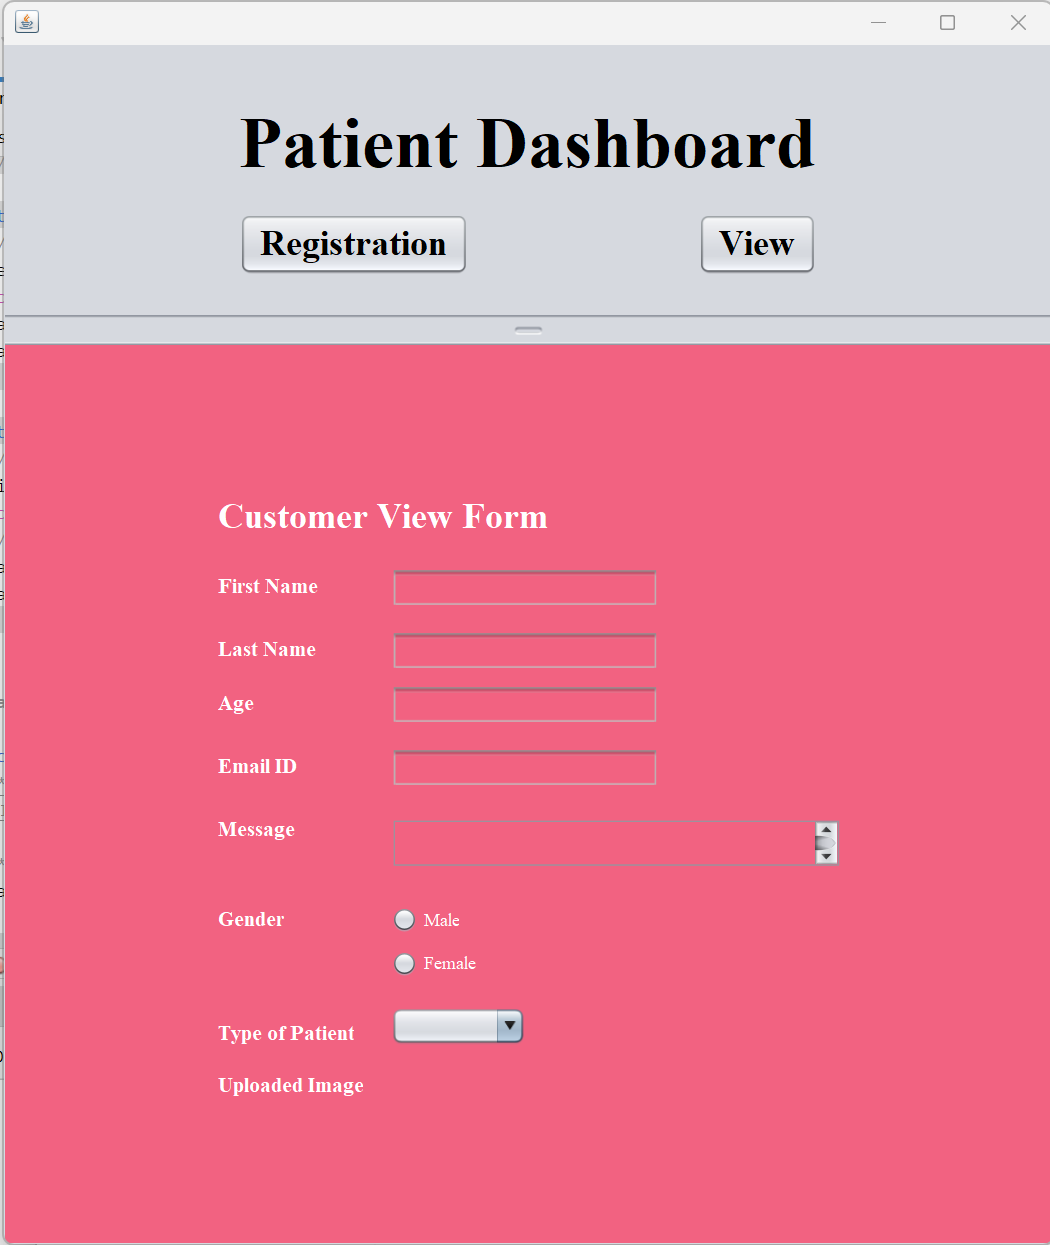 Patient Dashboard
Registration View
Customer View Form
First Name
Last Name
Age
Email ID
Message
Gender Male
Female
Type of Patient
Uploaded Image